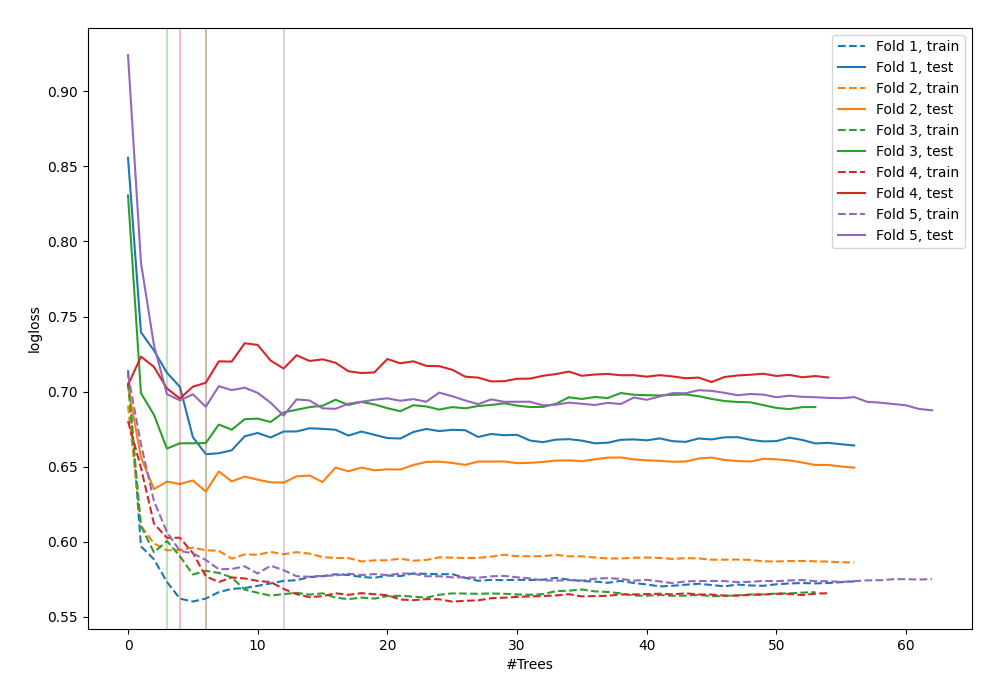 0.90
0.85
0.80
0.75
0.70
0.65
0.60
0.55
logloss
0
10
20
30
40
50
60
#Trees
Fold 1, train
Fold 1, test
Fold 2, train
Fold 2, test
Fold 3, train
Fold 3, test
Fold 4, train
Fold 4, test
Fold 5, train
Fold 5, test